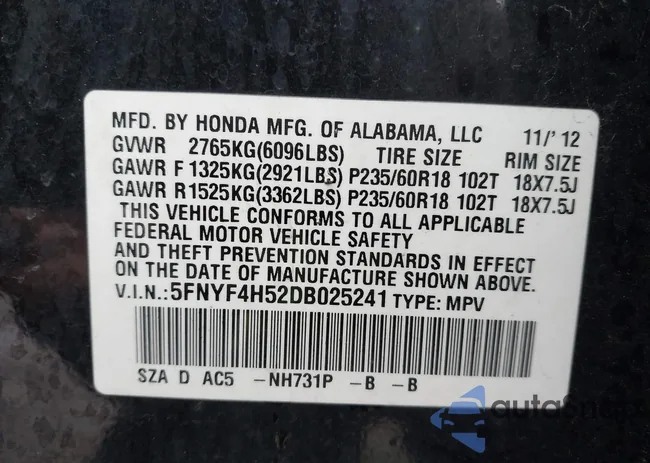 MFD. BY HONDA MFG. OF ALABAMA, LLC 11/'12
GVWR 2765KG(6096LBS) TIRE SIZE RIM SIZE
GAWR F 1325KG(2921LBS) P235/60R18 102T 18X7.5J
GAWR R1525KG(3362LBS) P235/60R18 102T 18X7.5J
THIS VEHICLE CONFORMS TO ALL APPLICABLE
FEDERAL MOTOR VEHICLE SAFETY
AND THEFT PREVENTION STANDARDS IN EFFECT
ON THE DATE OF MANUFACTURE SHOWN ABOVE.
V.I.N.:5FNYF4H52DB025241 TYPE: MPV
SZA D AC5 -NH731P -B -B
autoSnap